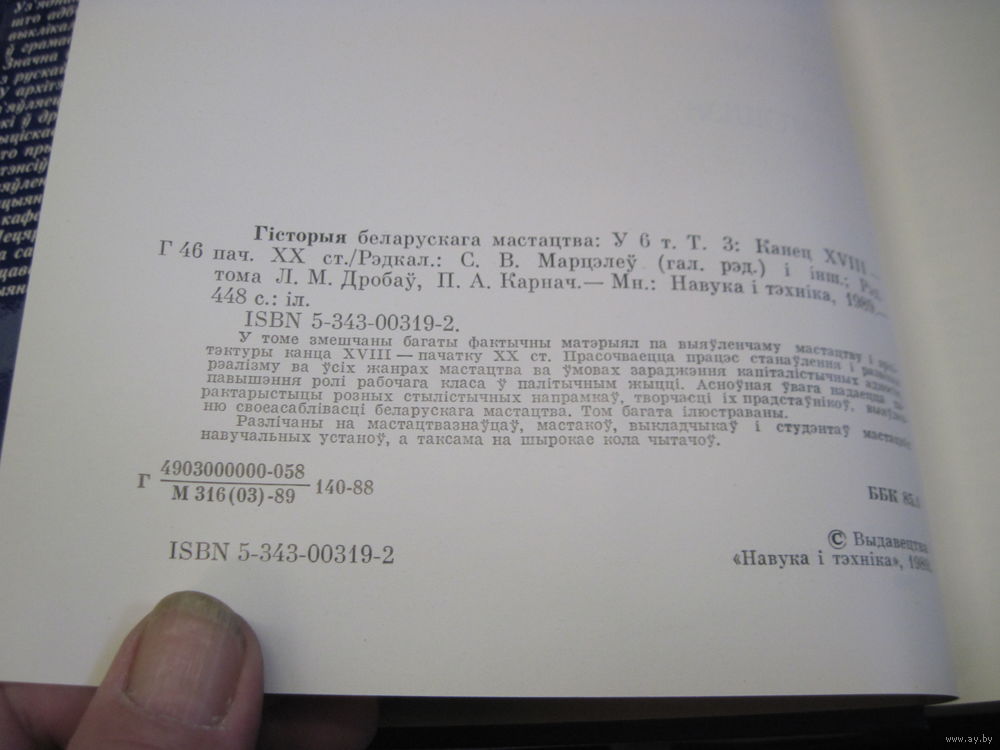 Гісторыя беларускага мастацтва: У 6 т. Т. 3: Канец XVIII —
Г 46 пач. XX ст./Рэдкал.: С. В. Марцэлеў (гал. рэд.) і інш.; Рэд.
тома Л. М. Дробаў, П. А. Карнач.— Мн.: Навука і тэхніка, 1989.—
448 с.: іл.
ISBN 5-343-00319-2.
У томе змешчаны багаты фактычны матэрыял па выяўленчаму мастацтву і
тэктуры канца XVIII — пачатку XX ст. Прасочваецца працэс станаўлення і
рэалізму ва ўсіх жанрах мастацтва ва ўмовах зараджэння капіталістычных
павышэння ролі рабочага класа ў палітычным жыцці. Асноўная ўвага надаецца
рактарыстыцы розных стылістычных напрамкаў, творчасці іх прадстаўнікоў,
ню своеасаблівасці беларускага мастацтва. Том багата ілюстраваны.
Разлічаны на мастацтвазнаўцаў, мастакоў, выкладчыкаў і студэнтаў
навучальных устаноў, а таксама на шырокае кола чытачоў.
Г 4903000000-058
М 316(03)-89 140-88
ББК 85.
ISBN 5-343-00319-2
© Выдавецтва
«Навука і тэхніка», 1989
www.ay.by